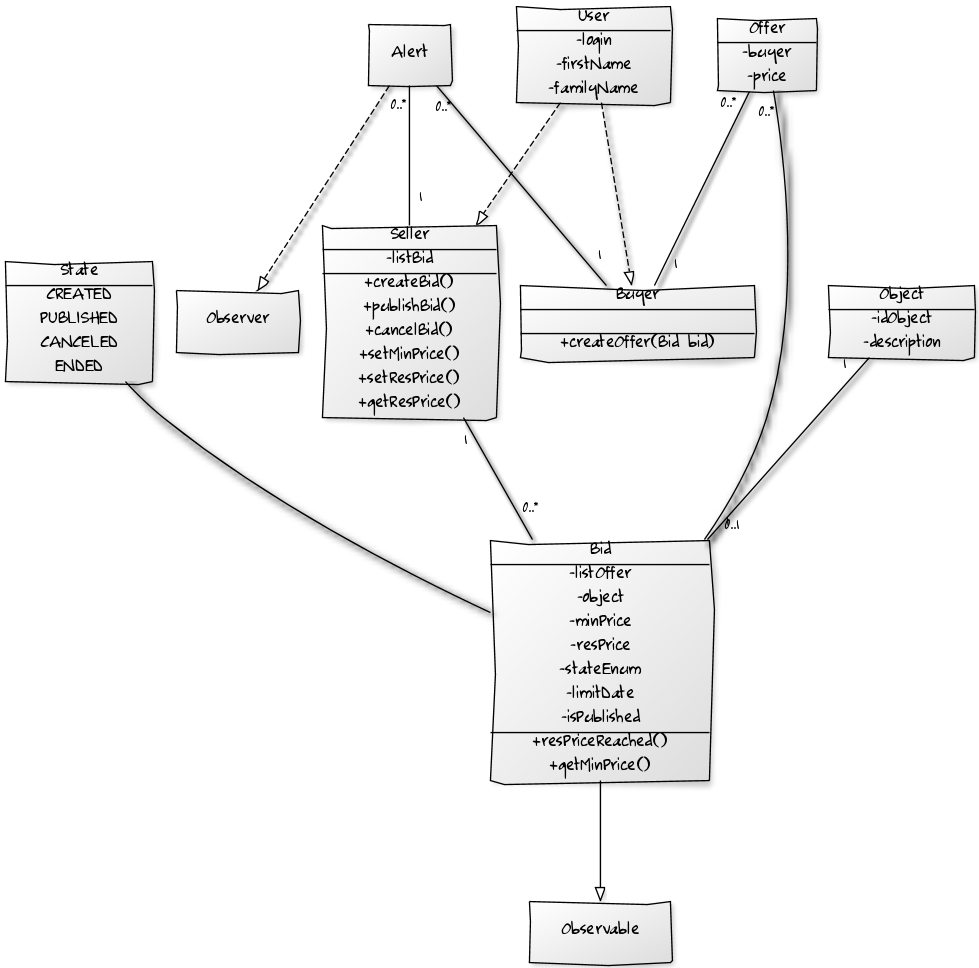 Alert
User
-login
-firstName
-familyName
Offer
-buyer
-price
0..*
0..*
0..*
0..*
1
1
1
State
CREATED
PUBLISHED
CANCELED
ENDED
Observer
Seller
-listBid
+createBid()
+publishBid()
+cancelBid()
+setMinPrice()
+setResPrice()
+getResPrice()
Buyer
+createOffer(Bid bid)
Object
-idObject
-description
1
1
0..*
0..1
Bid
-listOffer
-object
-minPrice
-resPrice
-stateEnum
-limitDate
-isPublished
+resPriceReached()
+getMinPrice()
Observable